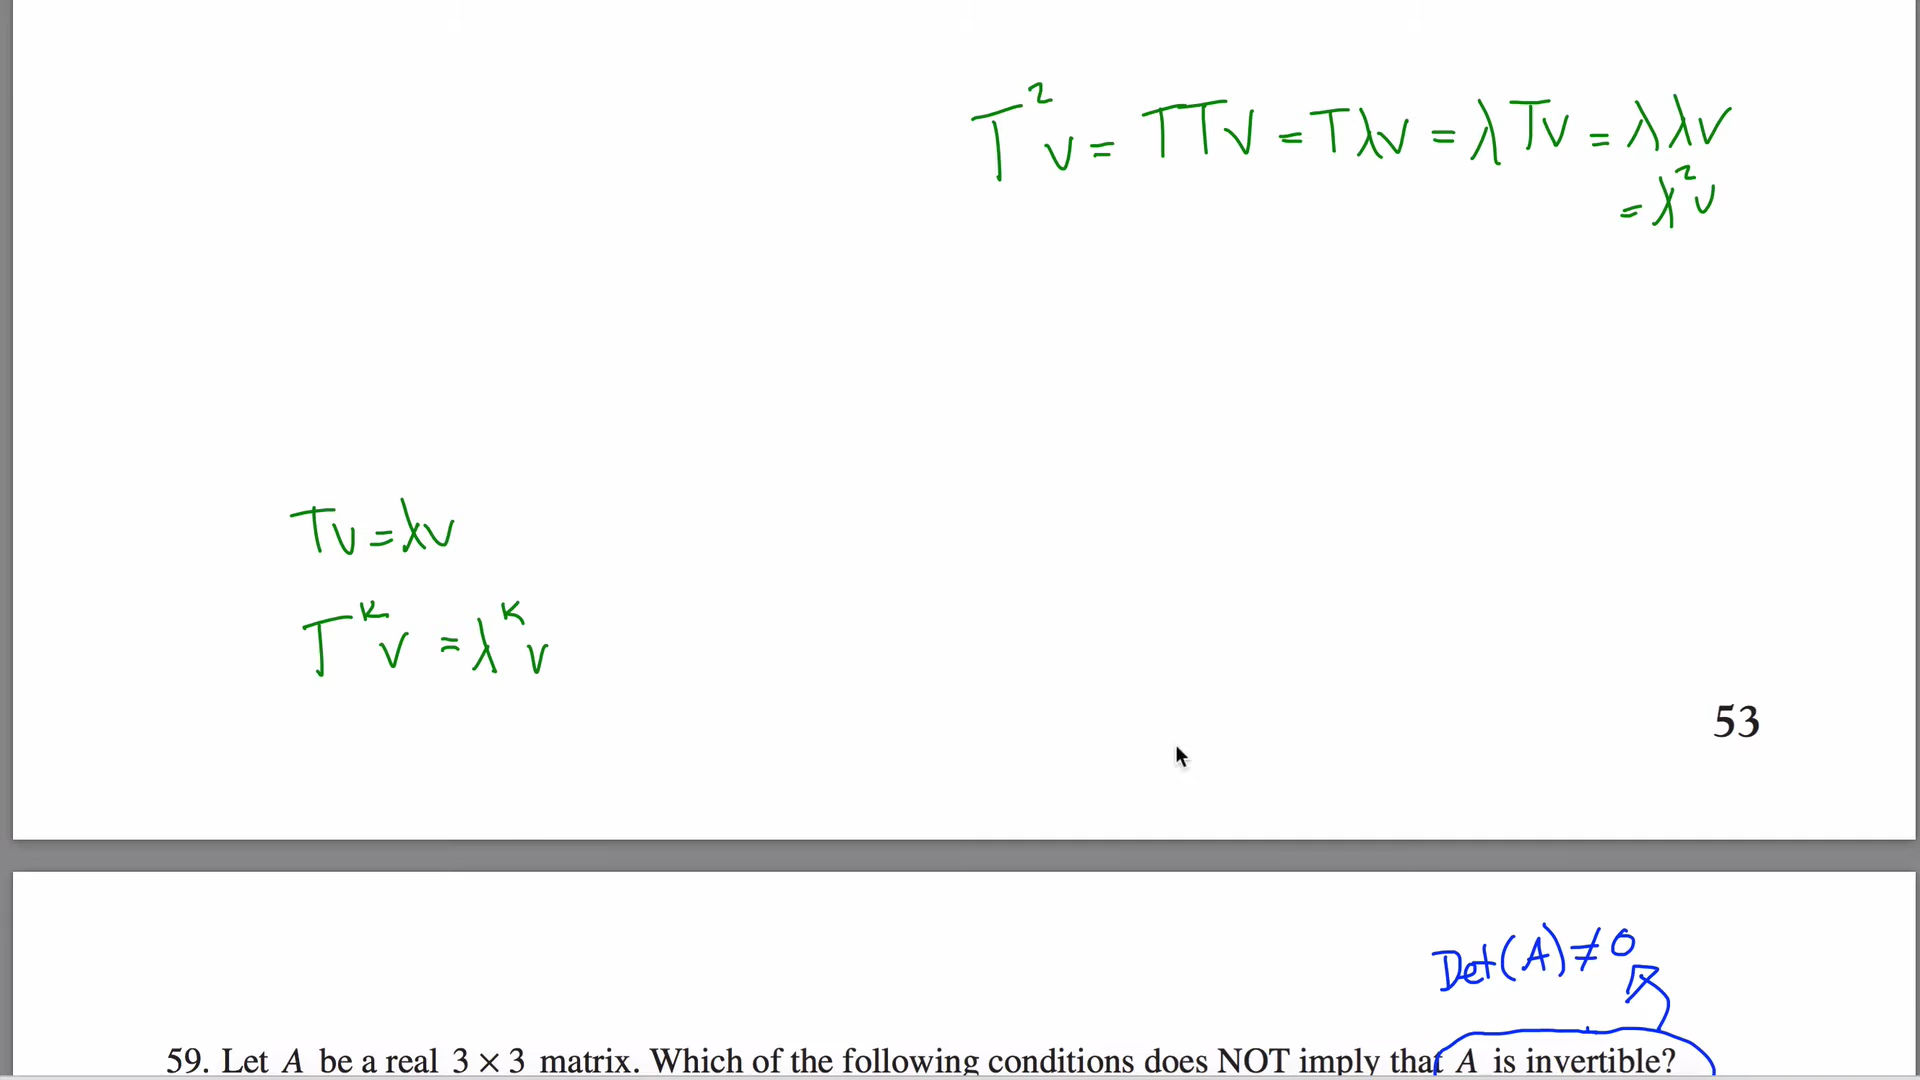 T²v = TTv = Tλv = λTv = λλv
= λ²v
Tv = λv
Tᵏv = λᵏv
53
Det(A) ≠ 0
59. Let A be a real 3 × 3 matrix. Which of the following conditions does NOT imply that A is invertible?